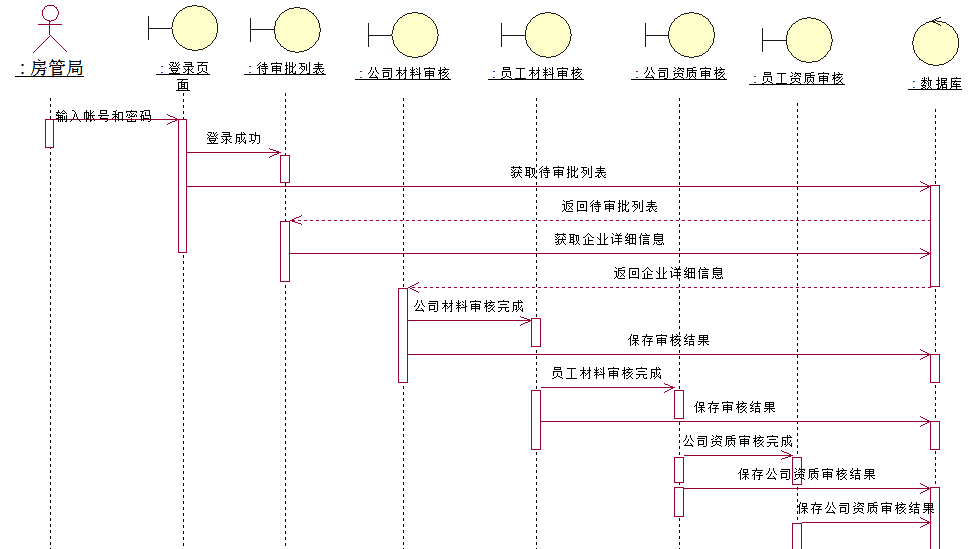 : 房管局
: 登录页
面
: 待审批列表
: 公司材料审核
: 员工材料审核
: 公司资质审核
: 员工资质审核
: 数据库
输入帐号和密码
登录成功
获取待审批列表
返回待审批列表
获取企业详细信息
返回企业详细信息
公司材料审核完成
保存审核结果
员工材料审核完成
保存审核结果
公司资质审核完成
保存公司资质审核结果
保存公司资质审核结果